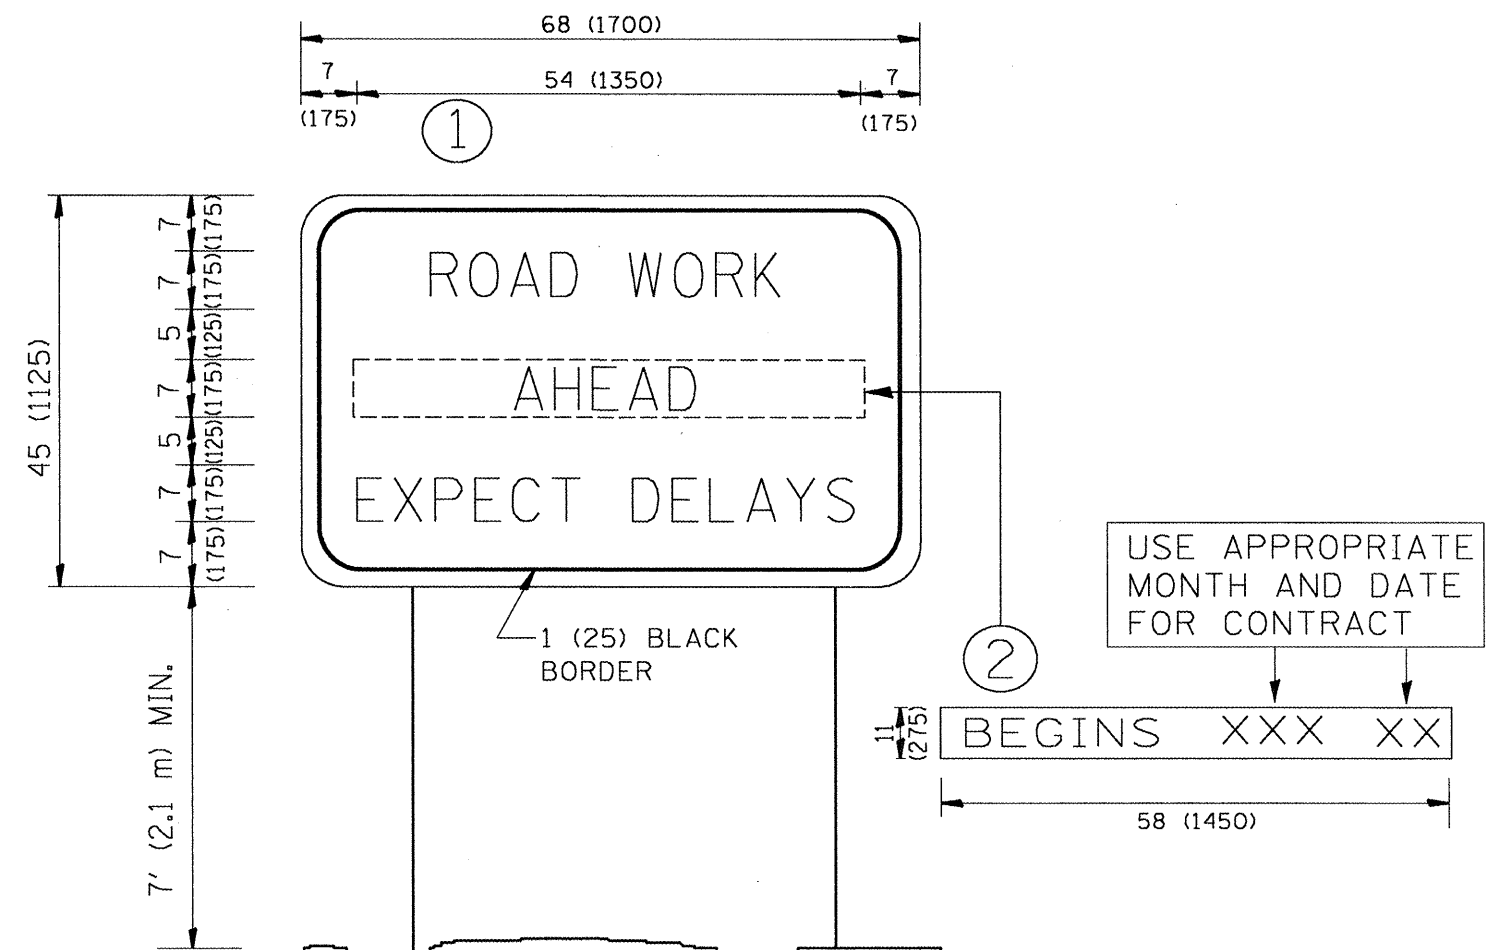 68 (1700)
7 54 (1350) 7
(175) (175)
1
ROAD WORK
AHEAD
EXPECT DELAYS
45 (1125)
7 (175)
7 (175)
5 (125)
7 (175)
5 (125)
7 (175)
7 (175)
7' (2.1 m) MIN.
1 (25) BLACK
BORDER
2
USE APPROPRIATE
MONTH AND DATE
FOR CONTRACT
11
(275)
BEGINS XXX XX
58 (1450)